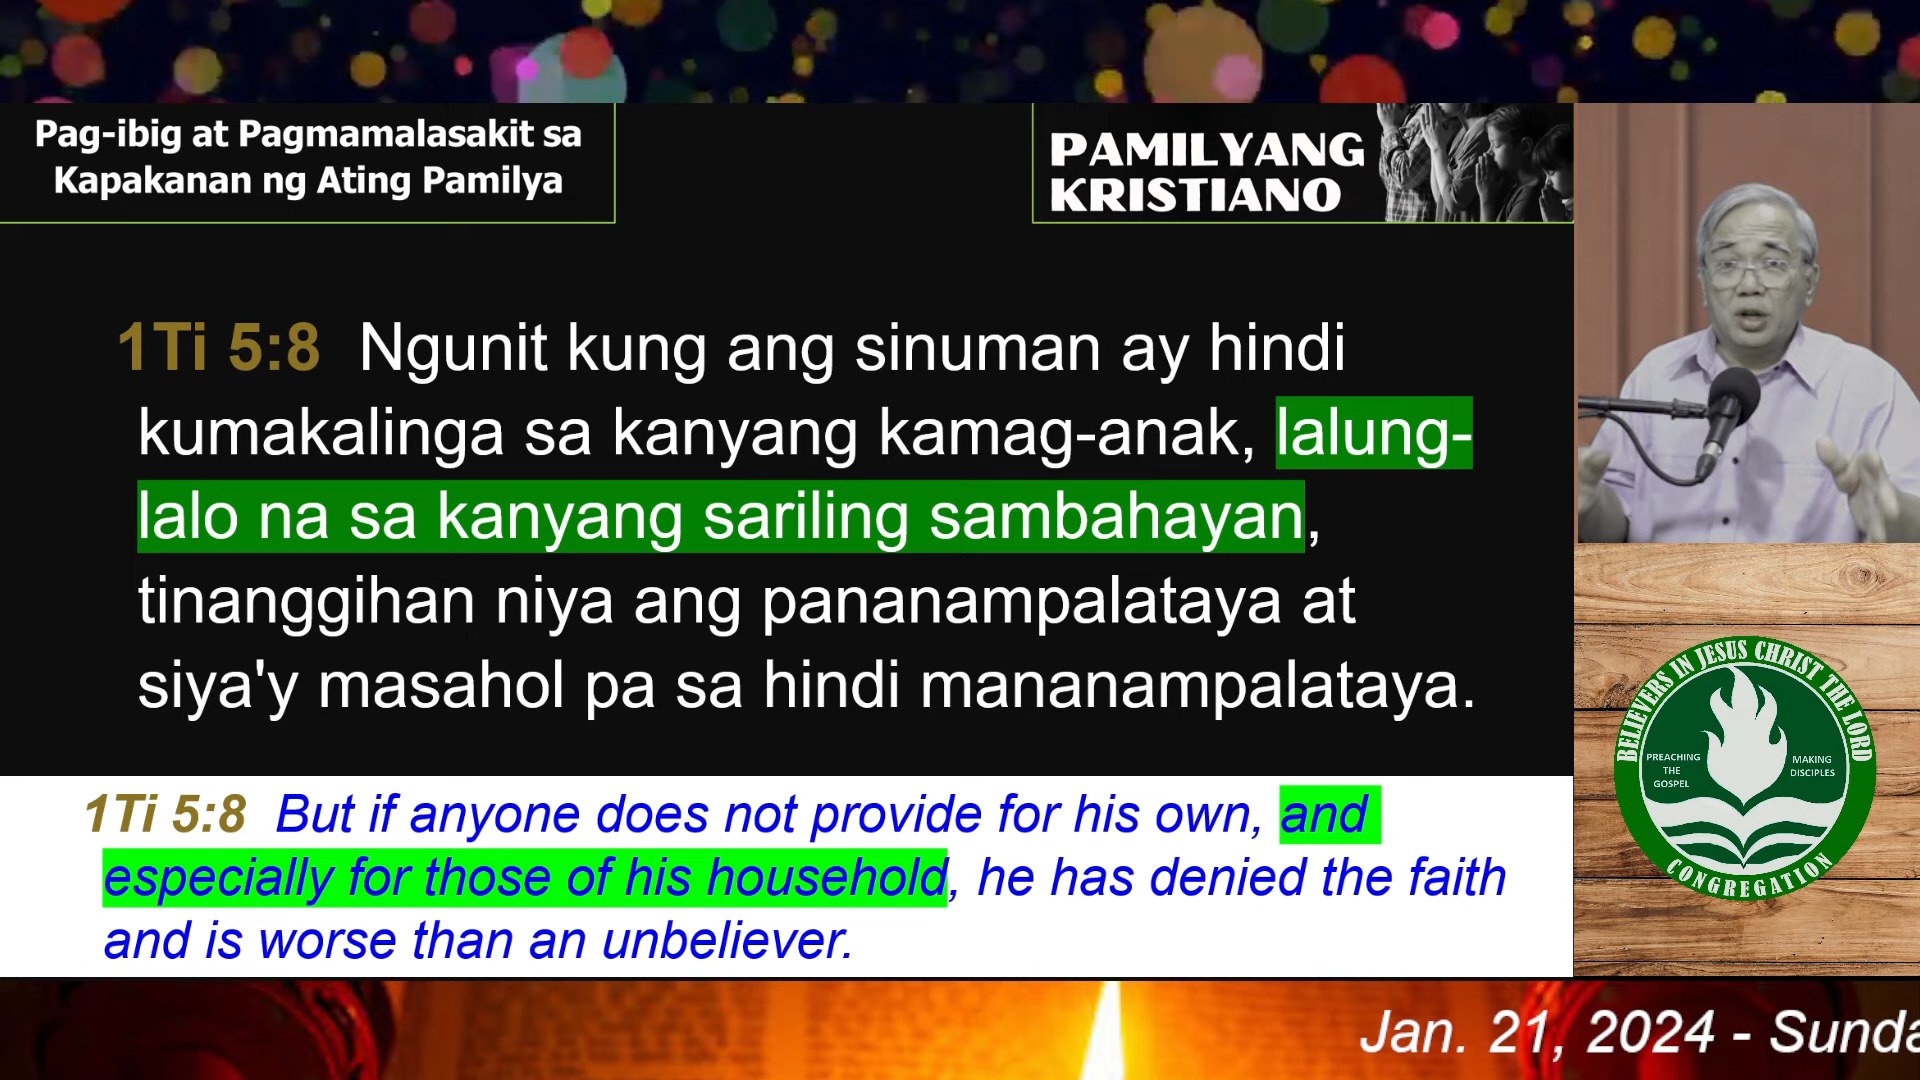 Pag-ibig at Pagmamalasakit sa
Kapakanan ng Ating Pamilya
PAMILYANG
KRISTIANO
1Ti 5:8 Ngunit kung ang sinuman ay hindi
kumakalinga sa kanyang kamag-anak, lalung-
lalo na sa kanyang sariling sambahayan,
tinanggihan niya ang pananampalataya at
siya'y masahol pa sa hindi mananampalataya.
1Ti 5:8 But if anyone does not provide for his own, and
especially for those of his household, he has denied the faith
and is worse than an unbeliever.
BELIEVERS IN JESUS CHRIST THE LORD
PREACHING
THE
GOSPEL
MAKING
DISCIPLES
CONGREGATION
Jan. 21, 2024 - Sunda